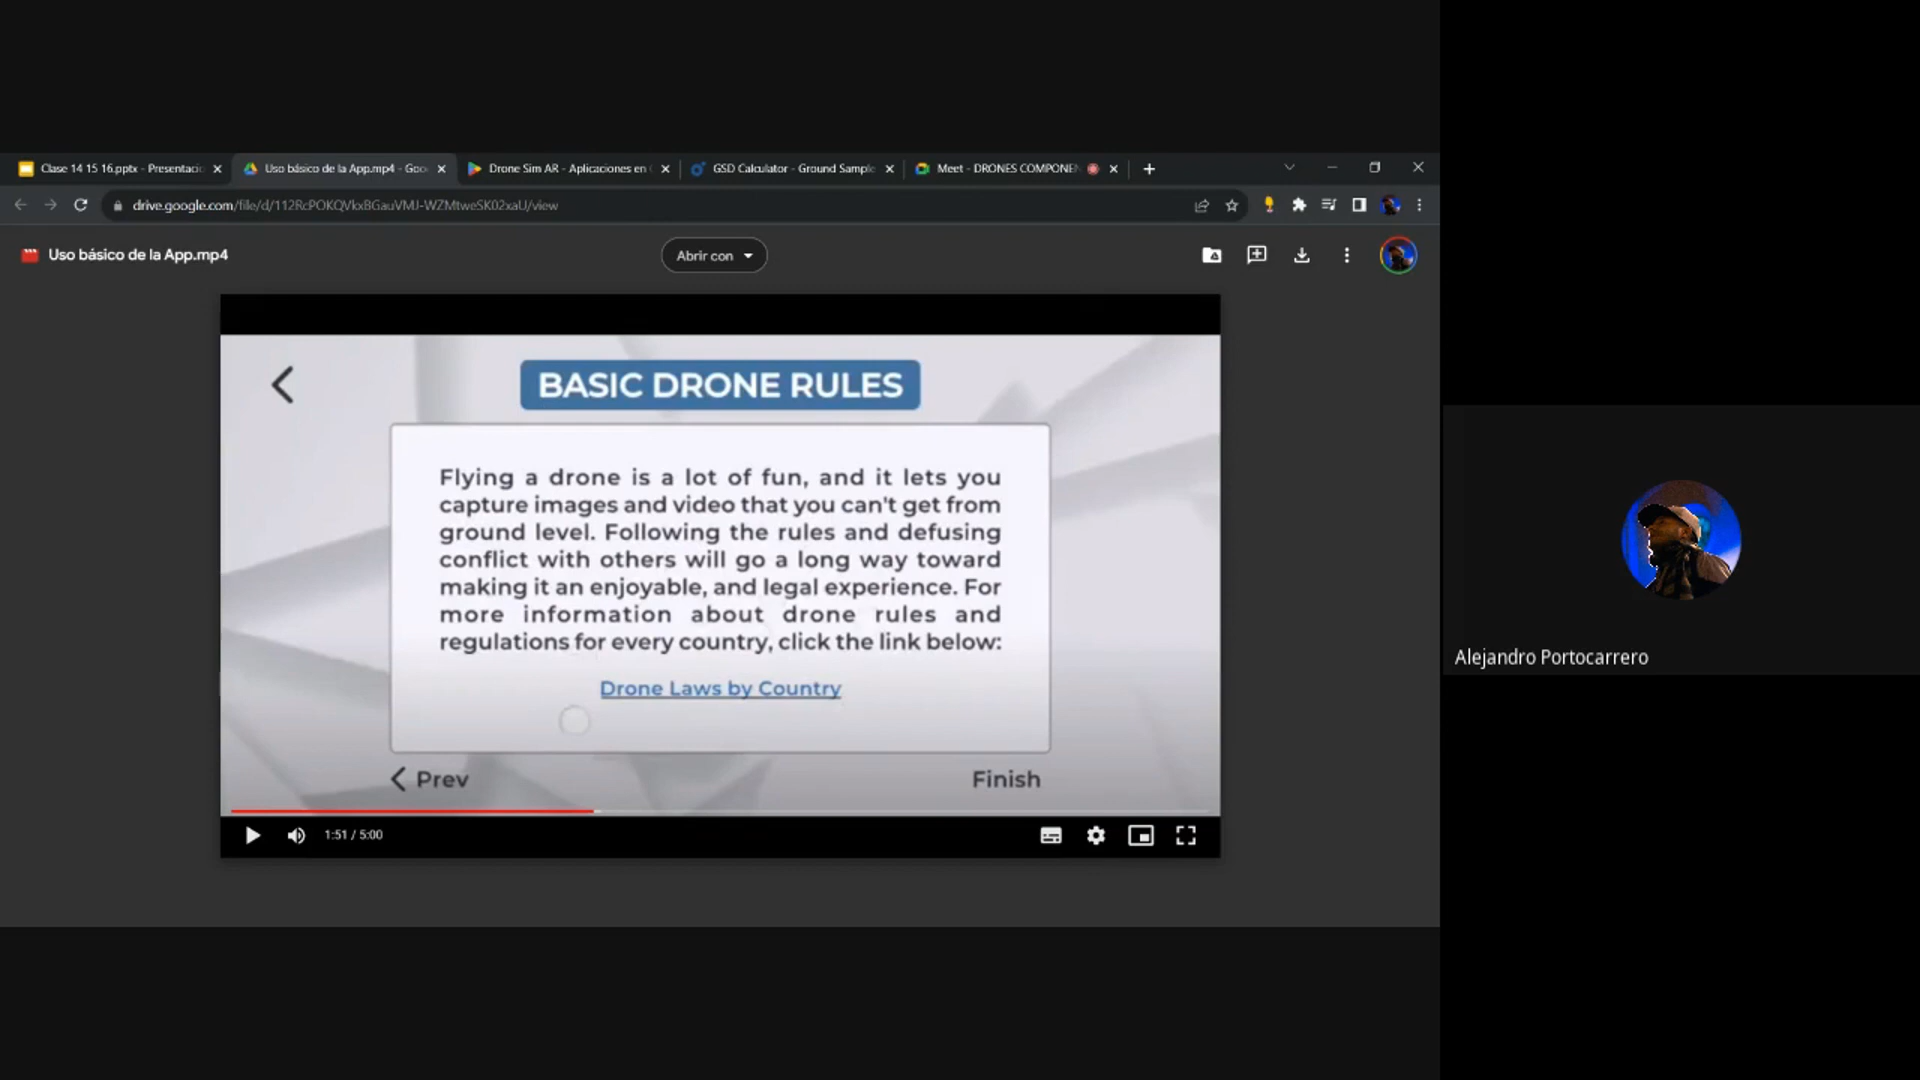 Clase 14 15 16.pptx - Presentacio
Uso básico de la App.mp4 - Goo
Drone Sim AR - Aplicaciones en
GSD Calculator - Ground Sample
Meet - DRONES COMPONEN
drive.google.com/file/d/112RcPOKQVkxBGauVMJ-WZMtweSK02xaU/view
Uso básico de la App.mp4
Abrir con
BASIC DRONE RULES
Flying a drone is a lot of fun, and it lets you
capture images and video that you can't get from
ground level. Following the rules and defusing
conflict with others will go a long way toward
making it an enjoyable, and legal experience. For
more information about drone rules and
regulations for every country, click the link below:
Drone Laws by Country
Prev
Finish
1:51 / 5:00
Alejandro Portocarrero